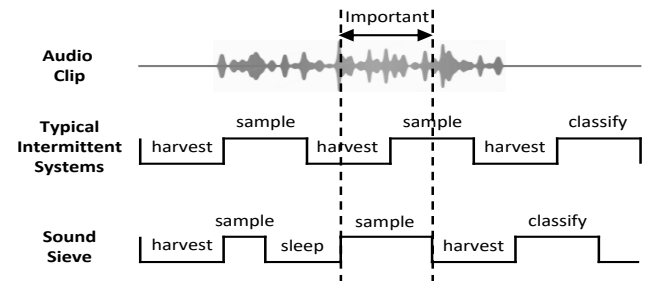 Important
Audio
Clip
sample sample classify
Typical
Intermittent
Systems
harvest harvest harvest
sample sample classify
Sound
Sieve
harvest sleep harvest